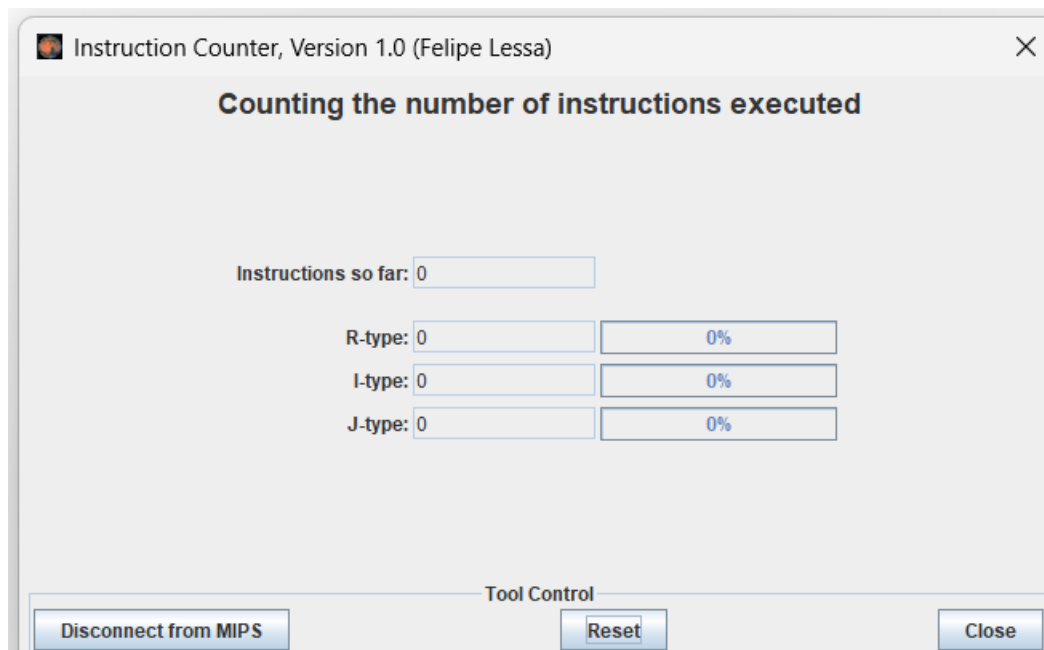 Instruction Counter, Version 1.0 (Felipe Lessa)
Counting the number of instructions executed
Instructions so far: 0
R-type: 0 0%
I-type: 0 0%
J-type: 0 0%
Tool Control
Disconnect from MIPS Reset Close